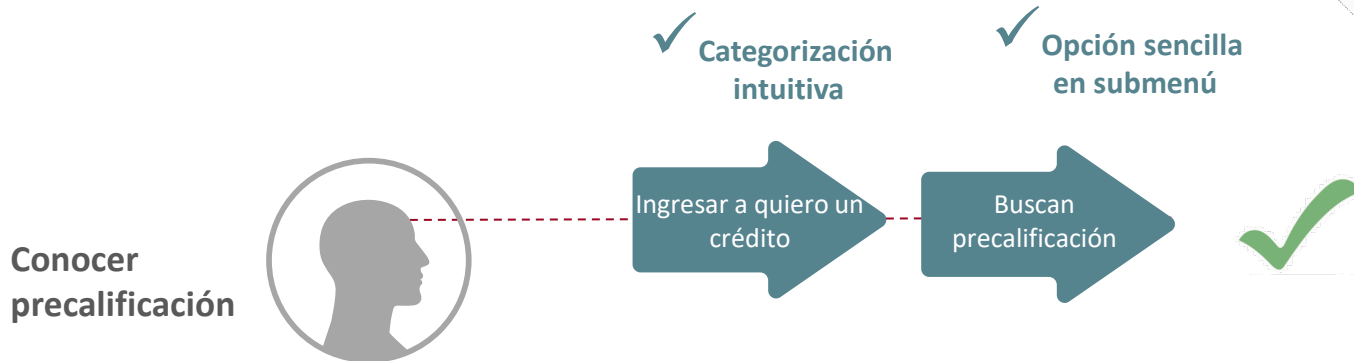 Categorización
intuitiva
Opción sencilla
en submenú
Ingresar a quiero un
crédito
Buscan
precalificación
Conocer
precalificación